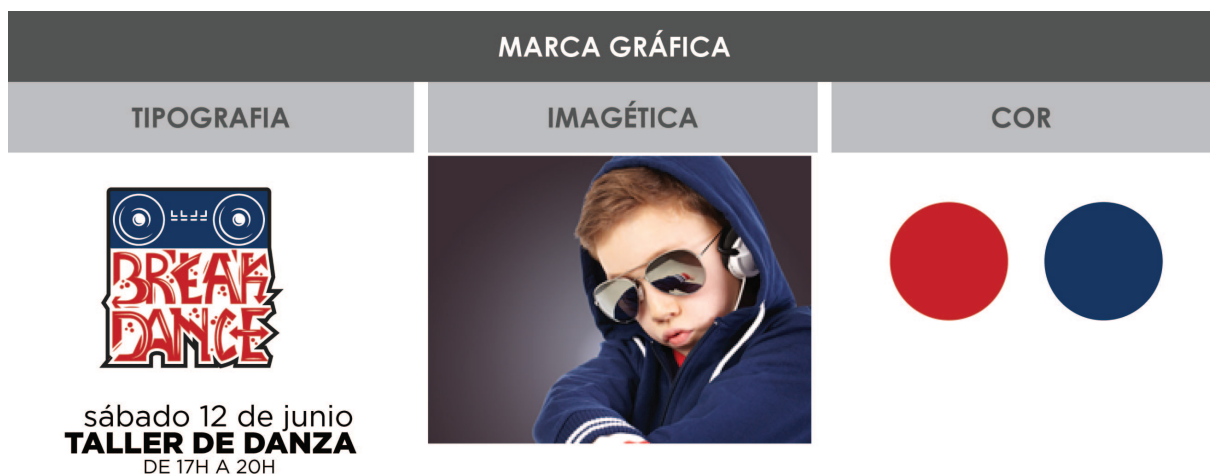 MARCA GRÁFICA
TIPOGRAFIA
IMAGÉTICA
COR
BREAK
DANCE
sábado 12 de junio
TALLER DE DANZA
DE 17H A 20H